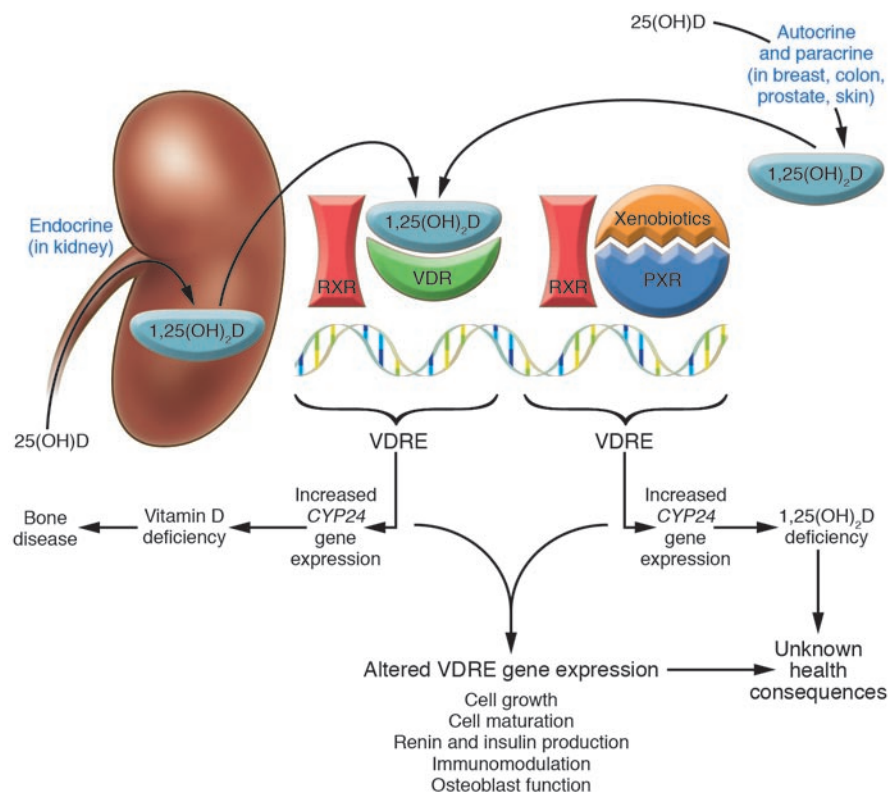 25(OH)D
Autocrine
and paracrine
(in breast, colon,
prostate, skin)
1,25(OH)₂D
Endocrine
(in kidney)
1,25(OH)₂D
25(OH)D
RXR
1,25(OH)₂D
VDR
RXR
Xenobiotics
PXR
VDRE
VDRE
Bone
disease
Vitamin D
deficiency
Increased
CYP24
gene
expression
Increased
CYP24
gene
expression
1,25(OH)₂D
deficiency
Altered VDRE gene expression
Cell growth
Cell maturation
Renin and insulin production
Immunomodulation
Osteoblast function
Unknown
health
consequences